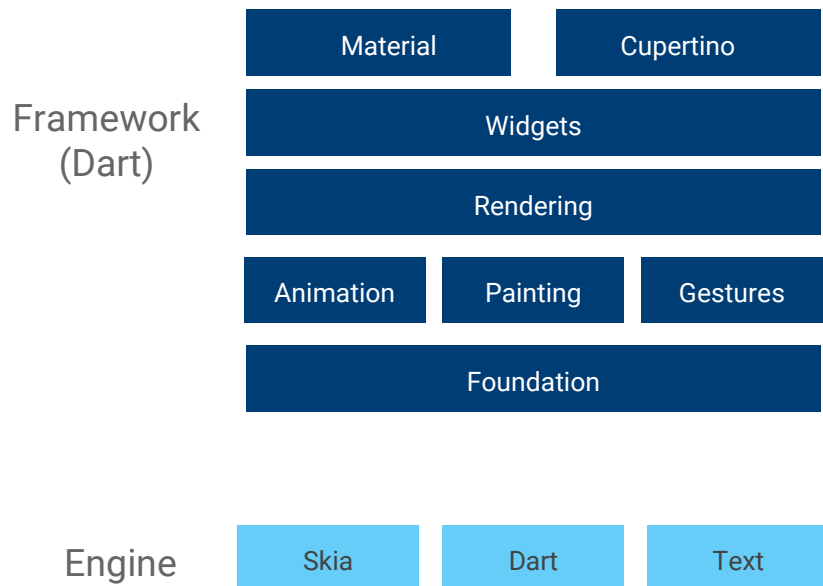 Material
Cupertino
Framework
(Dart)
Widgets
Rendering
Animation
Painting
Gestures
Foundation
Engine
Skia
Dart
Text